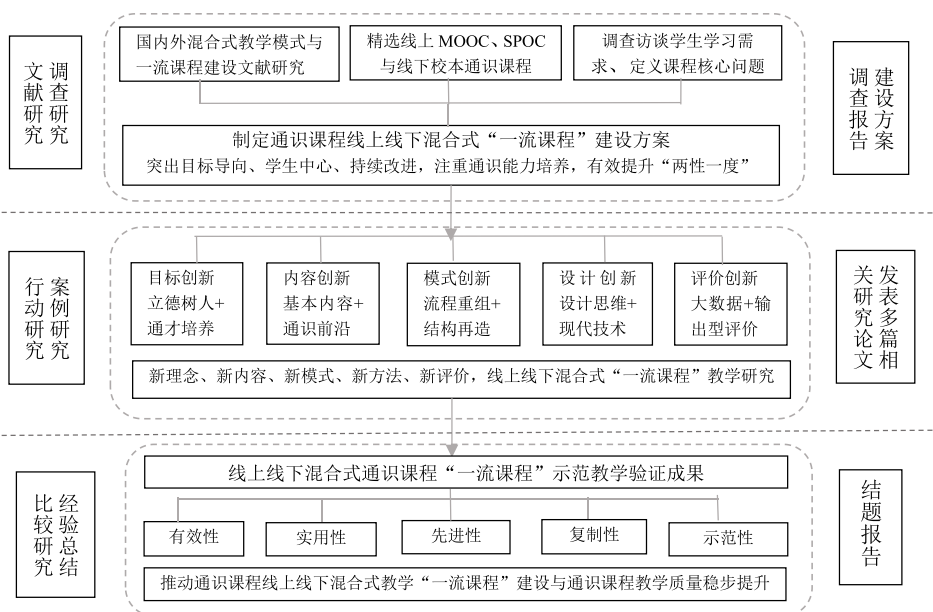 调查研究
文献研究
国内外混合式教学模式与
一流课程建设文献研究
精选线上 MOOC、SPOC
与线下校本通识课程
调查访谈学生学习需
求、定义课程核心问题
制定通识课程线上线下混合式“一流课程”建设方案
突出目标导向、学生中心、持续改进，注重通识能力培养，有效提升“两性一度”
建设方案
调查报告
案例研究
行动研究
目标创新
立德树人+
通才培养
内容创新
基本内容+
通识前沿
模式创新
流程重组+
结构再造
设计创新
设计思维+
现代技术
评价创新
大数据+输
出型评价
新理念、新内容、新模式、新方法、新评价，线上线下混合式“一流课程”教学研究
发表多篇相
关研究论文
经验总结
比较研究
线上线下混合式通识课程“一流课程”示范教学验证成果
有效性
实用性
先进性
复制性
示范性
推动通识课程线上线下混合式教学“一流课程”建设与通识课程教学质量稳步提升
结题报告